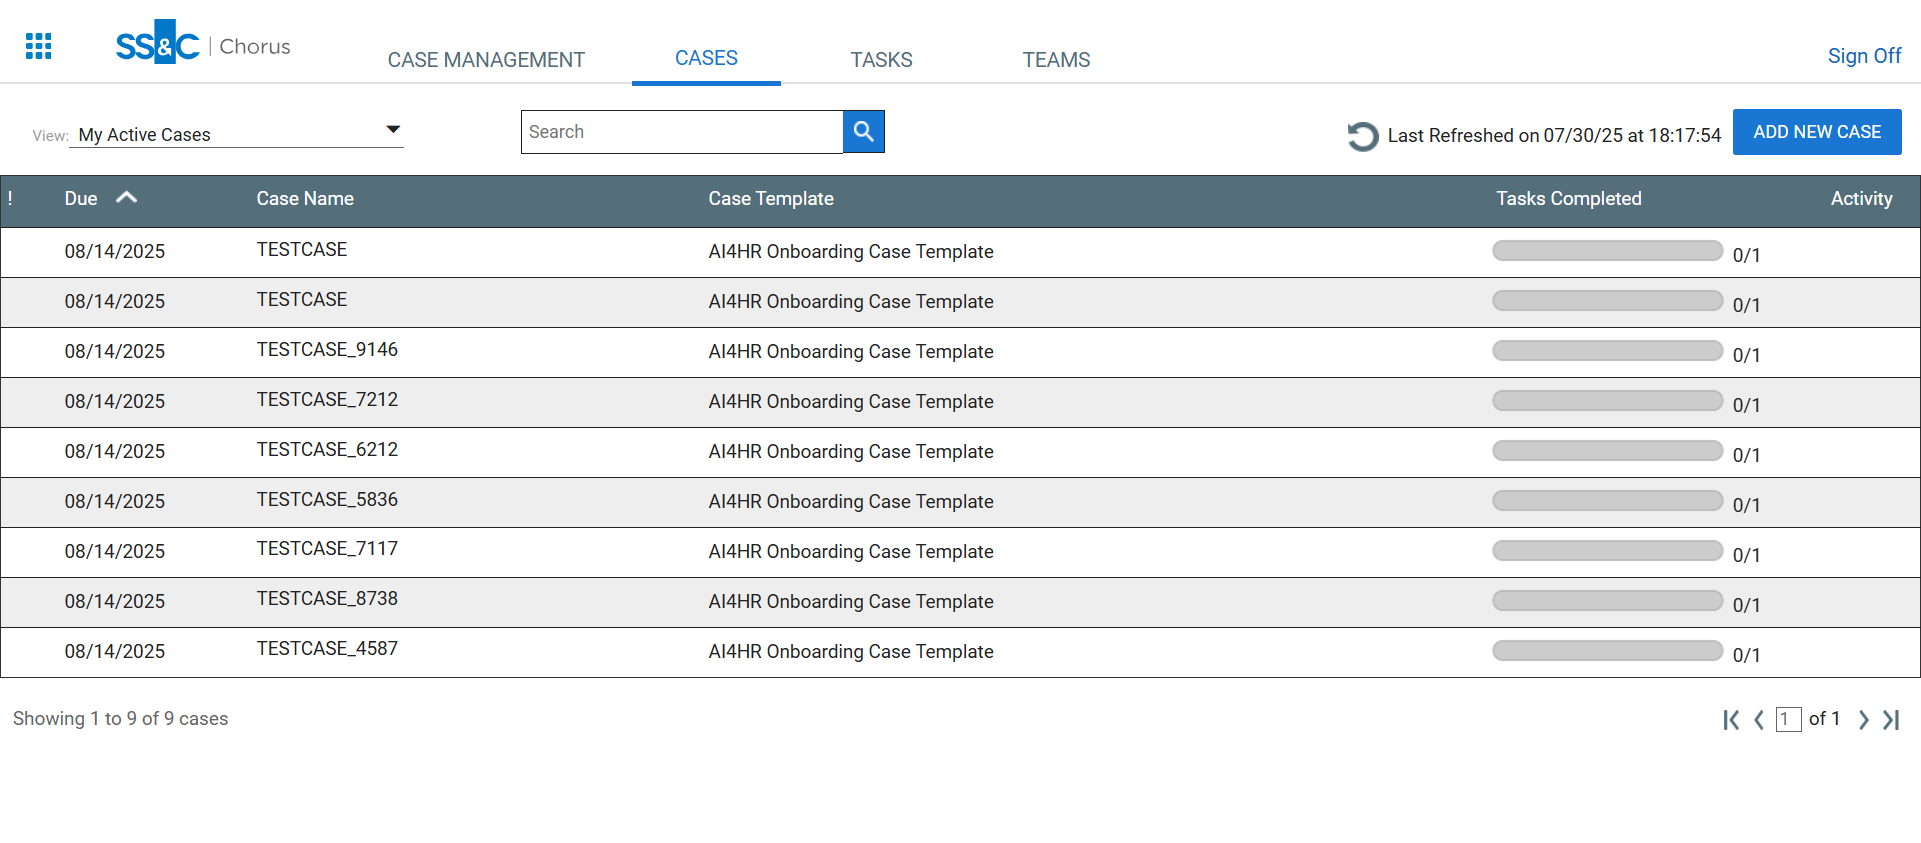 SS&C | Chorus
CASE MANAGEMENT CASES TASKS TEAMS Sign Off
View: My Active Cases Search Last Refreshed on 07/30/25 at 18:17:54 ADD NEW CASE
! Due Case Name Case Template Tasks Completed Activity
08/14/2025 TESTCASE AI4HR Onboarding Case Template 0/1
08/14/2025 TESTCASE AI4HR Onboarding Case Template 0/1
08/14/2025 TESTCASE_9146 AI4HR Onboarding Case Template 0/1
08/14/2025 TESTCASE_7212 AI4HR Onboarding Case Template 0/1
08/14/2025 TESTCASE_6212 AI4HR Onboarding Case Template 0/1
08/14/2025 TESTCASE_5836 AI4HR Onboarding Case Template 0/1
08/14/2025 TESTCASE_7117 AI4HR Onboarding Case Template 0/1
08/14/2025 TESTCASE_8738 AI4HR Onboarding Case Template 0/1
08/14/2025 TESTCASE_4587 AI4HR Onboarding Case Template 0/1
Showing 1 to 9 of 9 cases 1 of 1